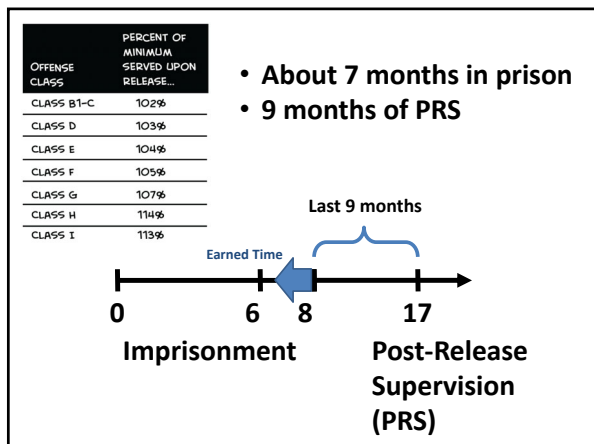 OFFENSE CLASS
PERCENT OF MINIMUM SERVED UPON RELEASE...
CLASS B1-C 102%
CLASS D 103%
CLASS E 104%
CLASS F 105%
CLASS G 107%
CLASS H 114%
CLASS I 113%
• About 7 months in prison
• 9 months of PRS
Last 9 months
Earned Time
0 6 8 17
Imprisonment
Post-Release
Supervision
(PRS)